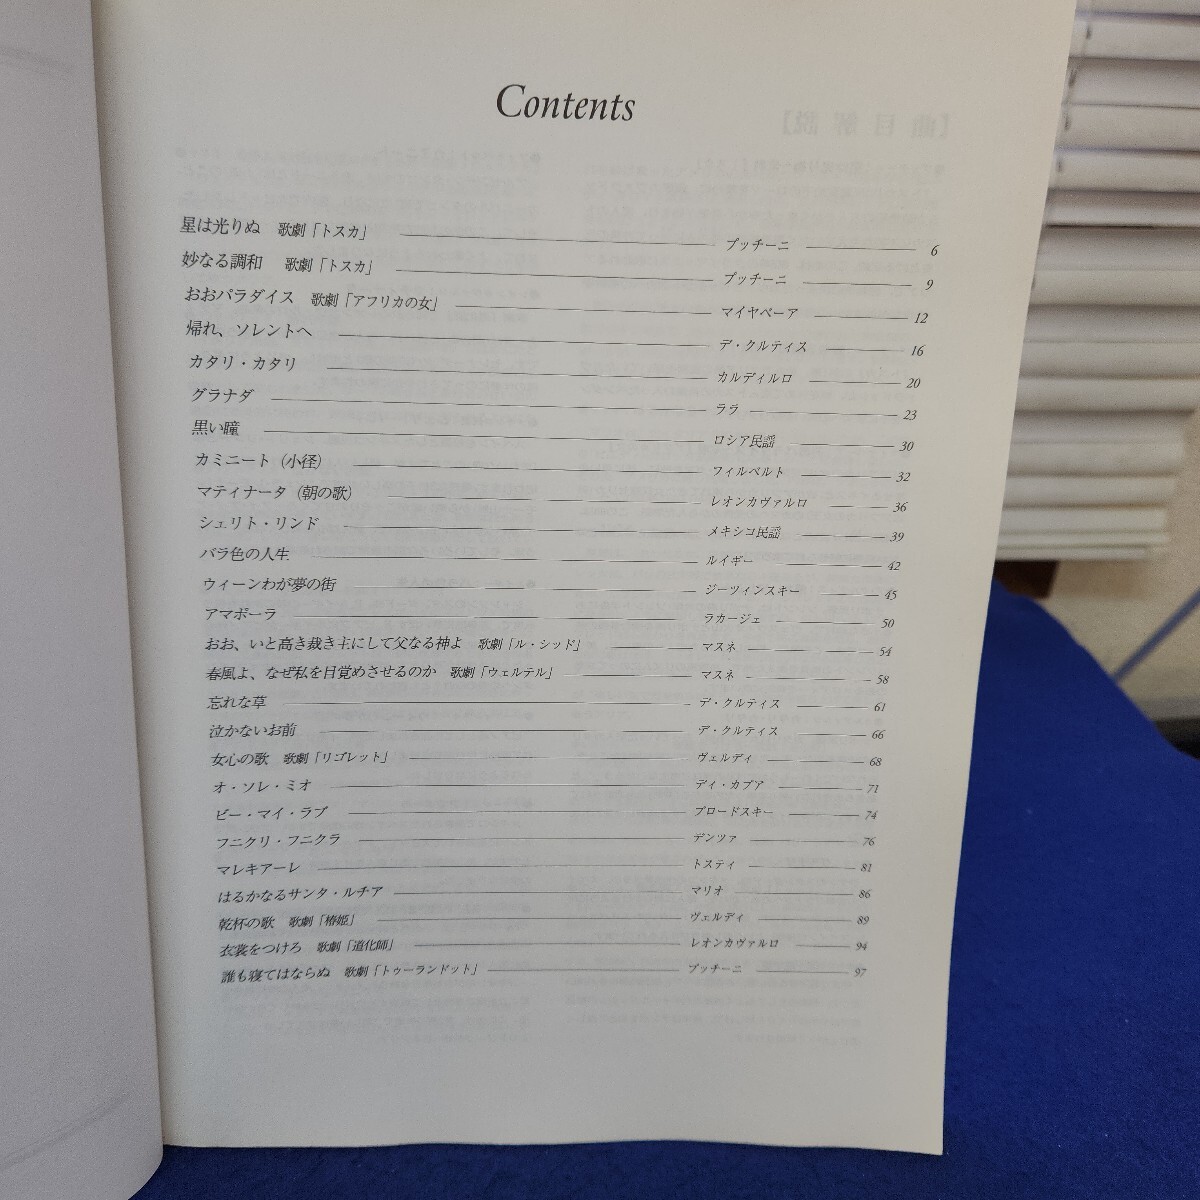 Contents
星は光りぬ 歌劇「トスカ」 プッチーニ 6
妙なる調和 歌劇「トスカ」 プッチーニ 9
おおパラダイス 歌劇「アフリカの女」 マイヤベーア 12
帰れ、ソレントへ デ・クルティス 16
カタリ・カタリ カルディルロ 20
グラナダ ララ 23
黒い瞳 ロシア民謡 30
カミニート（小径） フィルベルト 32
マティナータ（朝の歌） レオンカヴァルロ 36
シェリト・リンド メキシコ民謡 39
バラ色の人生 ルイギー 42
ウィーンわが夢の街 ジーツィンスキー 45
アマポーラ ラカージェ 50
おお、いと高き裁き主にして父なる神よ 歌劇「ル・シッド」 マスネ 54
春風よ、なぜ私を目覚めさせるのか 歌劇「ウェルテル」 マスネ 58
忘れな草 デ・クルティス 61
泣かないお前 デ・クルティス 66
女心の歌 歌劇「リゴレット」 ヴェルディ 68
オ・ソレ・ミオ ディ・カプア 71
ビー・マイ・ラブ ブロードスキー 74
フニクリ・フニクラ デンツァ 76
マレキアーレ トスティ 81
はるかなるサンタ・ルチア マリオ 86
乾杯の歌 歌劇「椿姫」 ヴェルディ 89
衣裳をつけろ 歌劇「道化師」 レオンカヴァルロ 94
誰も寝てはならぬ 歌劇「トゥーランドット」 プッチーニ 97